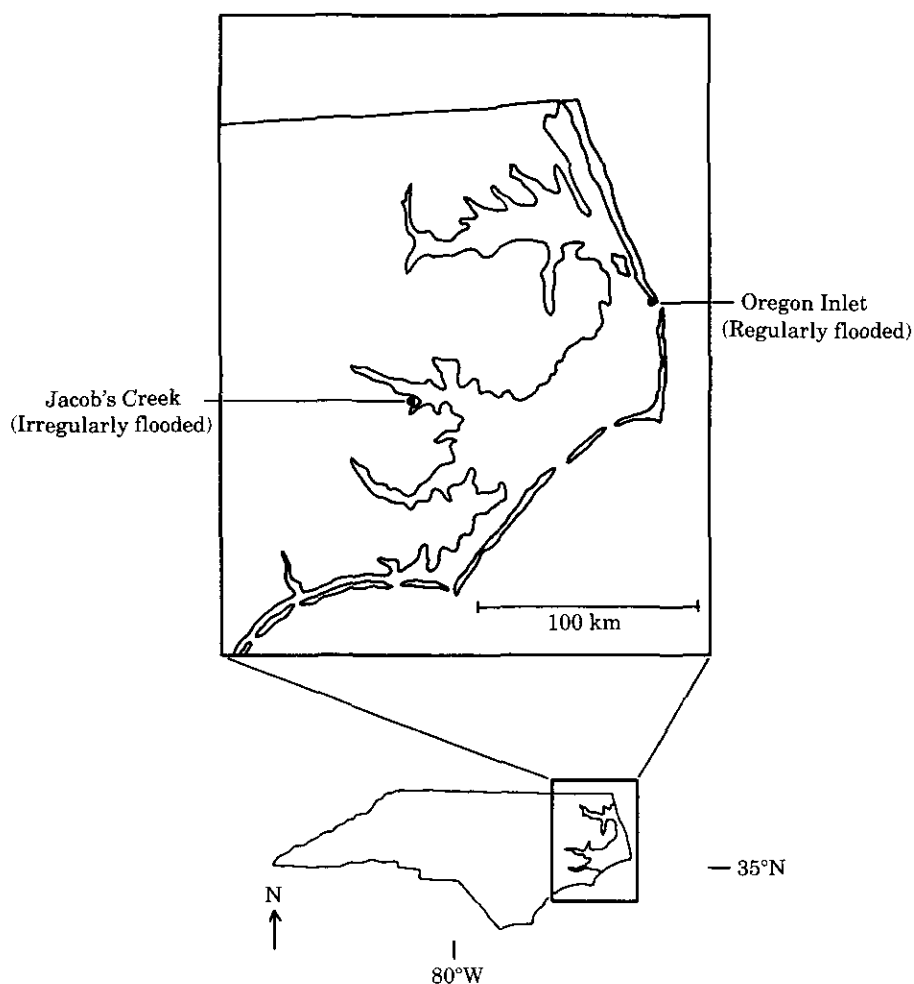 Oregon Inlet
(Regularly flooded)
Jacob's Creek
(Irregularly flooded)
100 km
35°N
N
80°W